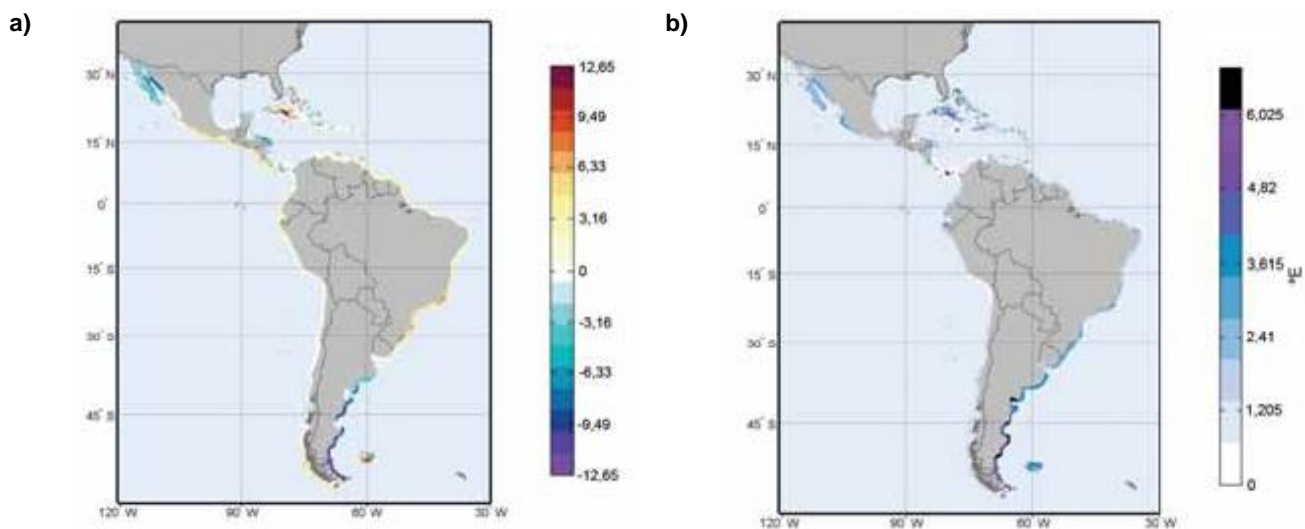 a)
30° N
15° N
0°
15° S
30° S
45° S
120° W
90° W
60° W
30° W
12,65
9,49
6,33
3,16
0
-3,16
-6,33
-9,49
-12,65
b)
30° N
15° N
0°
15° S
30° S
45° S
120° W
90° W
60° W
30 W
6,025
4,82
3,615
2,41
1,205
0
°E